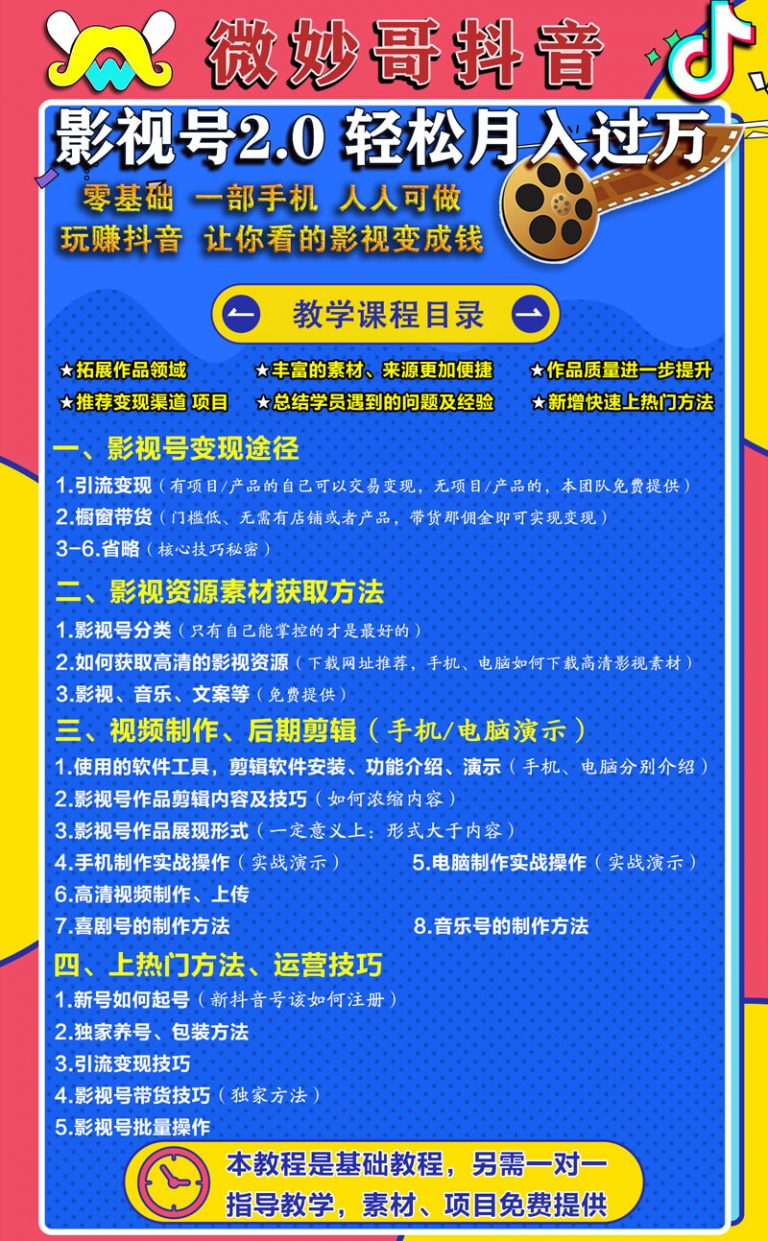 微妙哥抖音
影视号2.0 轻松月入过万
零基础 一部手机 人人可做
玩赚抖音 让你看的影视变成钱
教学课程目录
★拓展作品领域 ★丰富的素材、来源更加便捷 ★作品质量进一步提升
★推荐变现渠道 项目 ★总结学员遇到的问题及经验 ★新增快速上热门方法
一、影视号变现途径
1.引流变现（有项目/产品的自己可以交易变现，无项目/产品的，本团队免费提供）
2.橱窗带货（门槛低、无需有店铺或者产品，带货那佣金即可实现变现）
3-6.省略（核心技巧秘密）
二、影视资源素材获取方法
1.影视号分类（只有自己能掌控的才是最好的）
2.如何获取高清的影视资源（下载网址推荐，手机、电脑如何下载高清影视素材）
3.影视、音乐、文案等（免费提供）
三、视频制作、后期剪辑（手机/电脑演示）
1.使用的软件工具，剪辑软件安装、功能介绍、演示（手机、电脑分别介绍）
2.影视号作品剪辑内容及技巧（如何浓缩内容）
3.影视号作品展现形式（一定意义上：形式大于内容）
4.手机制作实战操作（实战演示） 5.电脑制作实战操作（实战演示）
6.高清视频制作、上传
7.喜剧号的制作方法 8.音乐号的制作方法
四、上热门方法、运营技巧
1.新号如何起号（新抖音号该如何注册）
2.独家养号、包装方法
3.引流变现技巧
4.影视号带货技巧（独家方法）
5.影视号批量操作
本教程是基础教程，另需一对一
指导教学，素材、项目免费提供